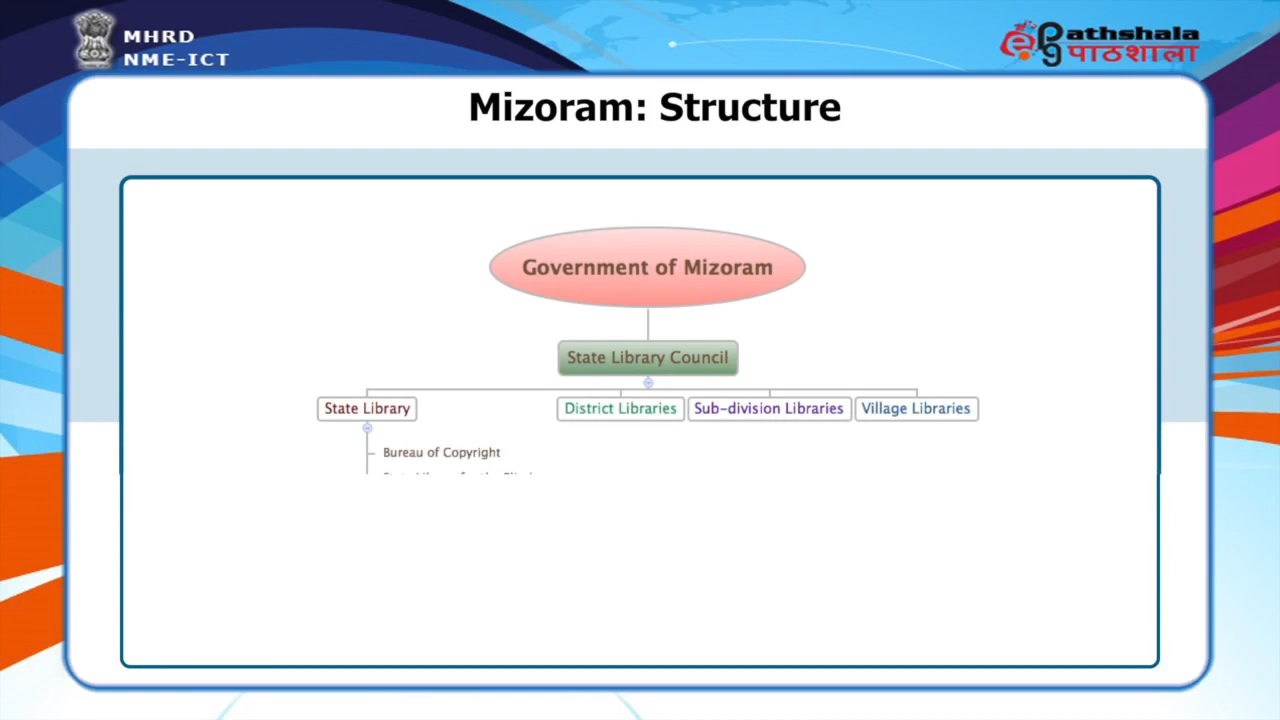 MHRD
NME-ICT
Pathshala
पाठशाला
Mizoram: Structure
Government of Mizoram
State Library Council
State Library
District Libraries
Sub-division Libraries
Village Libraries
Bureau of Copyright